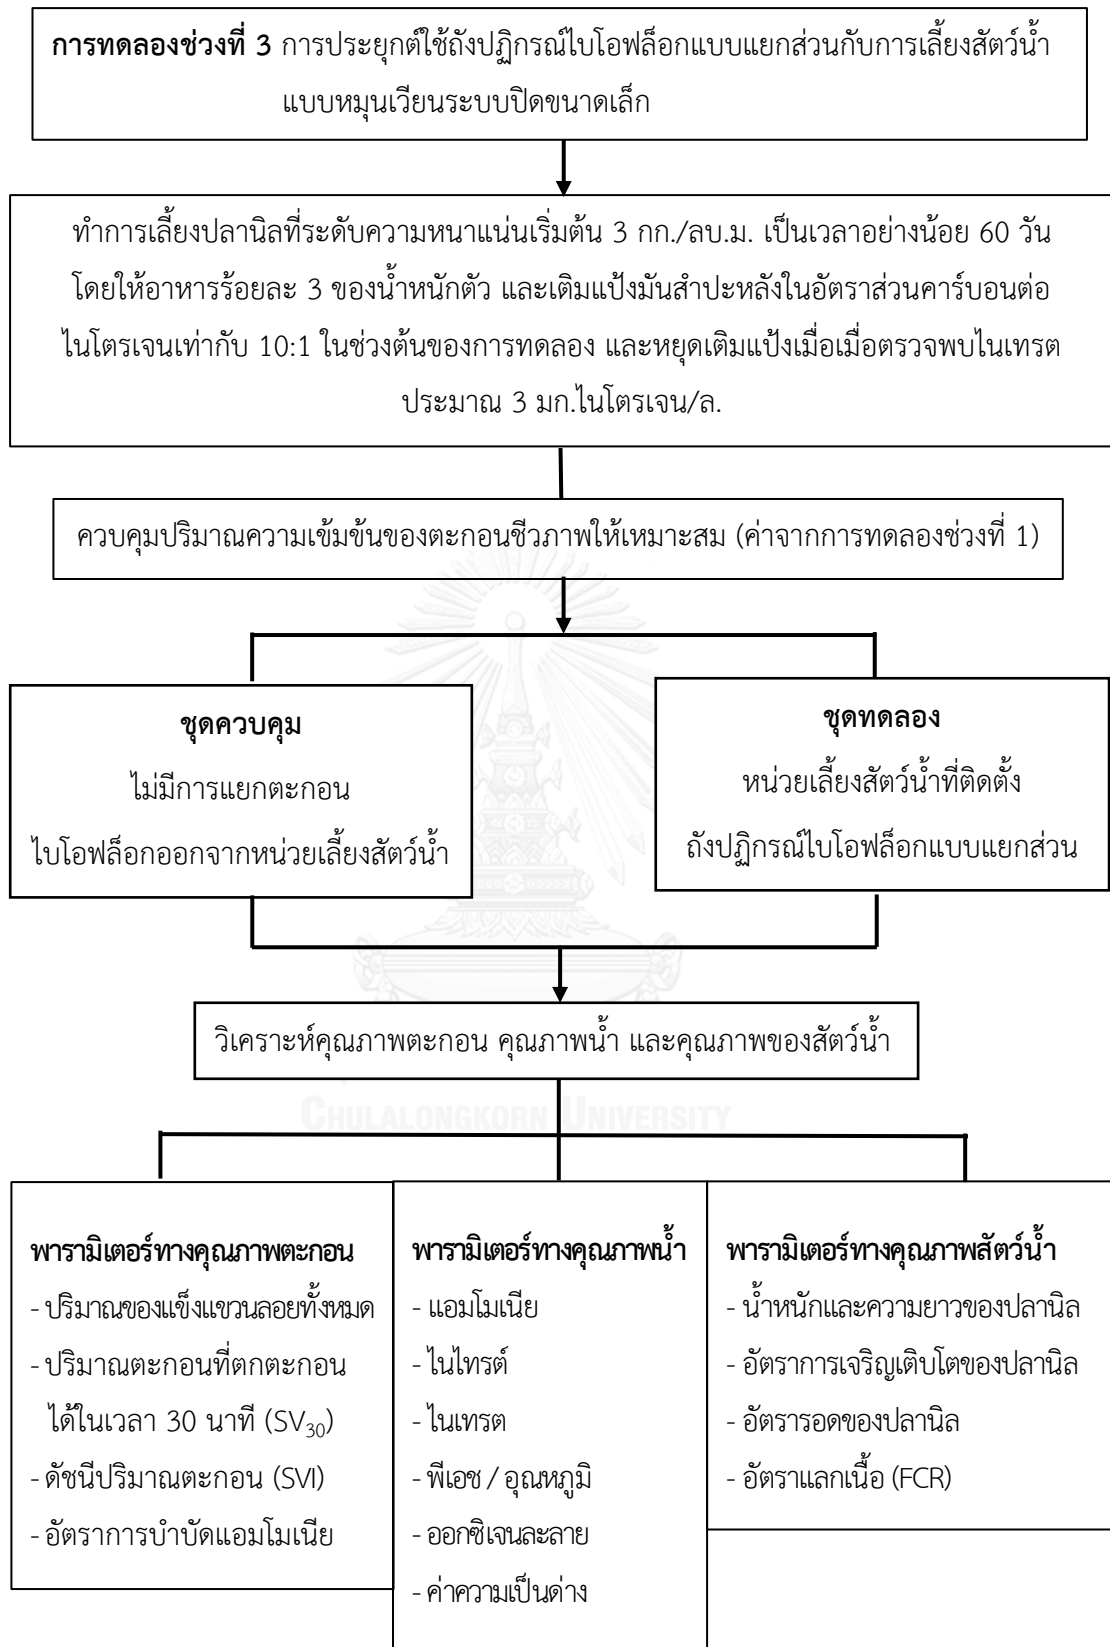 การทดลองช่วงที่ 3 การประยุกต์ใช้ถังปฏิกรณ์ไบโอฟล็อกแบบแยกส่วนกับการเลี้ยงสัตว์น้ำ
แบบหมุนเวียนระบบปิดขนาดเล็ก
ทำการเลี้ยงปลานิลที่ระดับความหนาแน่นเริ่มต้น 3 กก./ลบ.ม. เป็นเวลาอย่างน้อย 60 วัน
โดยให้อาหารร้อยละ 3 ของน้ำหนักตัว และเติมแป้งมันสำปะหลังในอัตราส่วนคาร์บอนต่อ
ไนโตรเจนเท่ากับ 10:1 ในช่วงต้นของการทดลอง และหยุดเติมแป้งเมื่อเมื่อตรวจพบไนเทรต
ประมาณ 3 มก.ไนโตรเจน/ล.
ควบคุมปริมาณความเข้มข้นของตะกอนชีวภาพให้เหมาะสม (ค่าจากการทดลองช่วงที่ 1)
ชุดควบคุม
ไม่มีการแยกตะกอน
ไบโอฟล็อกออกจากหน่วยเลี้ยงสัตว์น้ำ
ชุดทดลอง
หน่วยเลี้ยงสัตว์น้ำที่ติดตั้ง
ถังปฏิกรณ์ไบโอฟล็อกแบบแยกส่วน
วิเคราะห์คุณภาพตะกอน คุณภาพน้ำ และคุณภาพของสัตว์น้ำ
CHULALONGKORN UNIVERSITY
พารามิเตอร์ทางคุณภาพตะกอน
- ปริมาณของแข็งแขวนลอยทั้งหมด
- ปริมาณตะกอนที่ตกตะกอน
ได้ในเวลา 30 นาที (SV30)
- ดัชนีปริมาณตะกอน (SVI)
- อัตราการบำบัดแอมโมเนีย
พารามิเตอร์ทางคุณภาพน้ำ
- แอมโมเนีย
- ไนไทรต์
- ไนเทรต
- พีเอช / อุณหภูมิ
- ออกซิเจนละลาย
- ค่าความเป็นด่าง
พารามิเตอร์ทางคุณภาพสัตว์น้ำ
- น้ำหนักและความยาวของปลานิล
- อัตราการเจริญเติบโตของปลานิล
- อัตรารอดของปลานิล
- อัตราแลกเนื้อ (FCR)